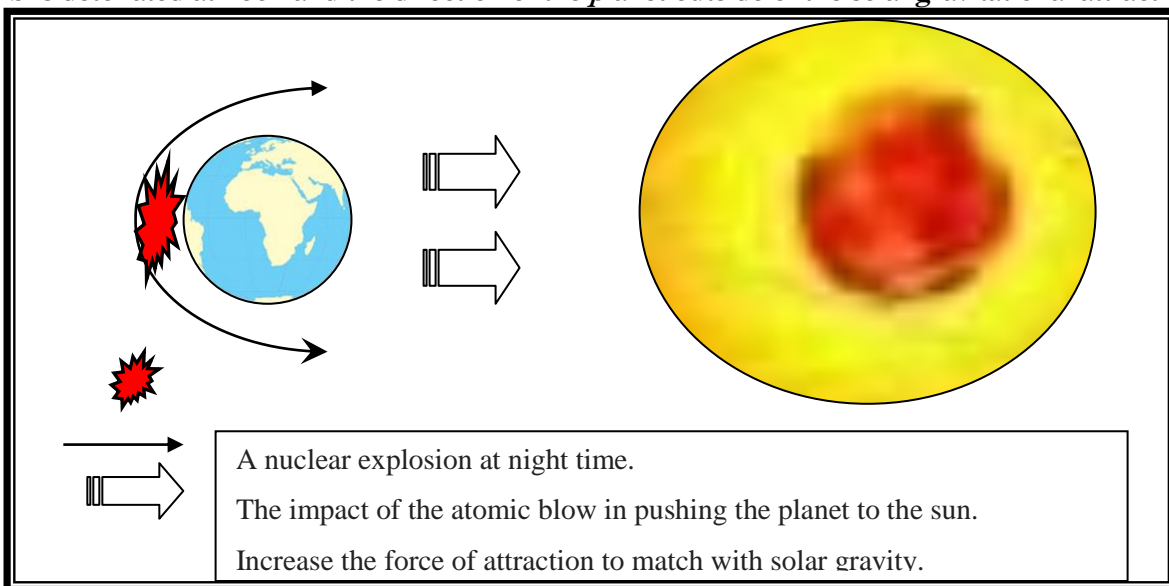 A nuclear explosion at night time.
The impact of the atomic blow in pushing the planet to the sun.
Increase the force of attraction to match with solar gravity.